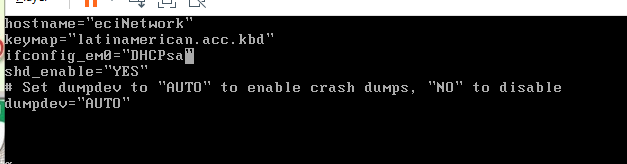 hostname="eciNetwork"
keymap="latinamerican.acc.kbd"
ifconfig_em0="DHCPsa"
shd_enable="YES"
# Set dumpdev to "AUTO" to enable crash dumps, "NO" to disable
dumpdev="AUTO"